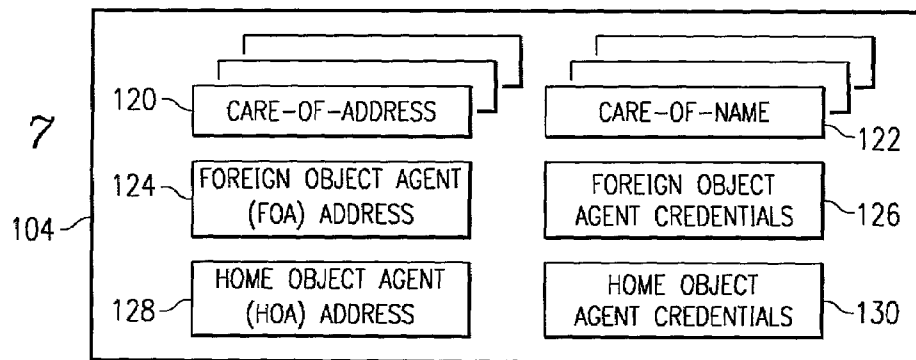 120
CARE-OF-ADDRESS
CARE-OF-NAME
122
7
124
FOREIGN OBJECT AGENT
(FOA) ADDRESS
FOREIGN OBJECT
AGENT CREDENTIALS
126
104
128
HOME OBJECT AGENT
(HOA) ADDRESS
HOME OBJECT
AGENT CREDENTIALS
130